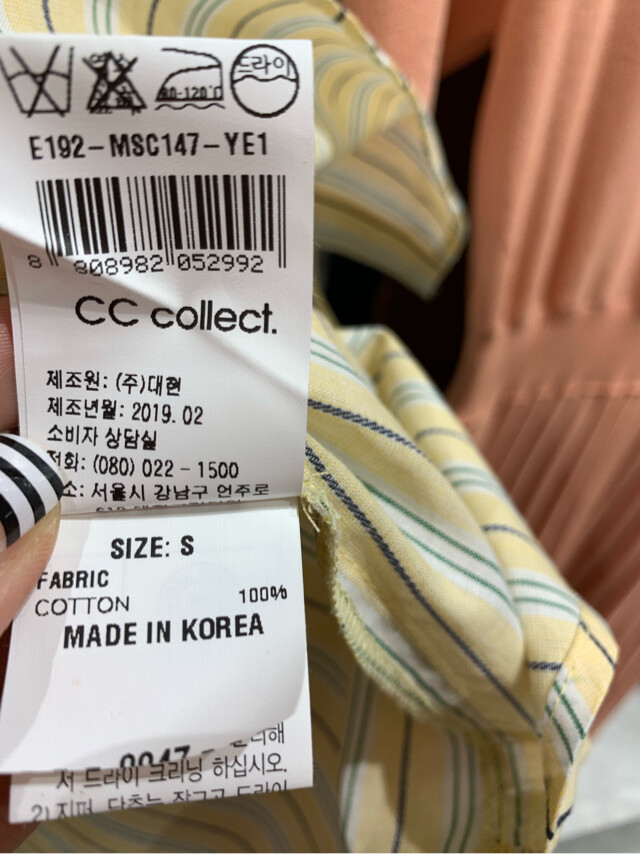 80-120°C
드라이
E192-MSC147-YE1
8 808982 052992
CC collect.
제조원: (주)대현
제조년월: 2019. 02
소비자 상담실
전화: (080) 022 - 1500
소: 서울시 강남구 언주로
SIZE: S
FABRIC
COTTON 100%
MADE IN KOREA
서 드라이 크리닝 하십시오.
2) 지퍼, 단추는 잠그고 드라이